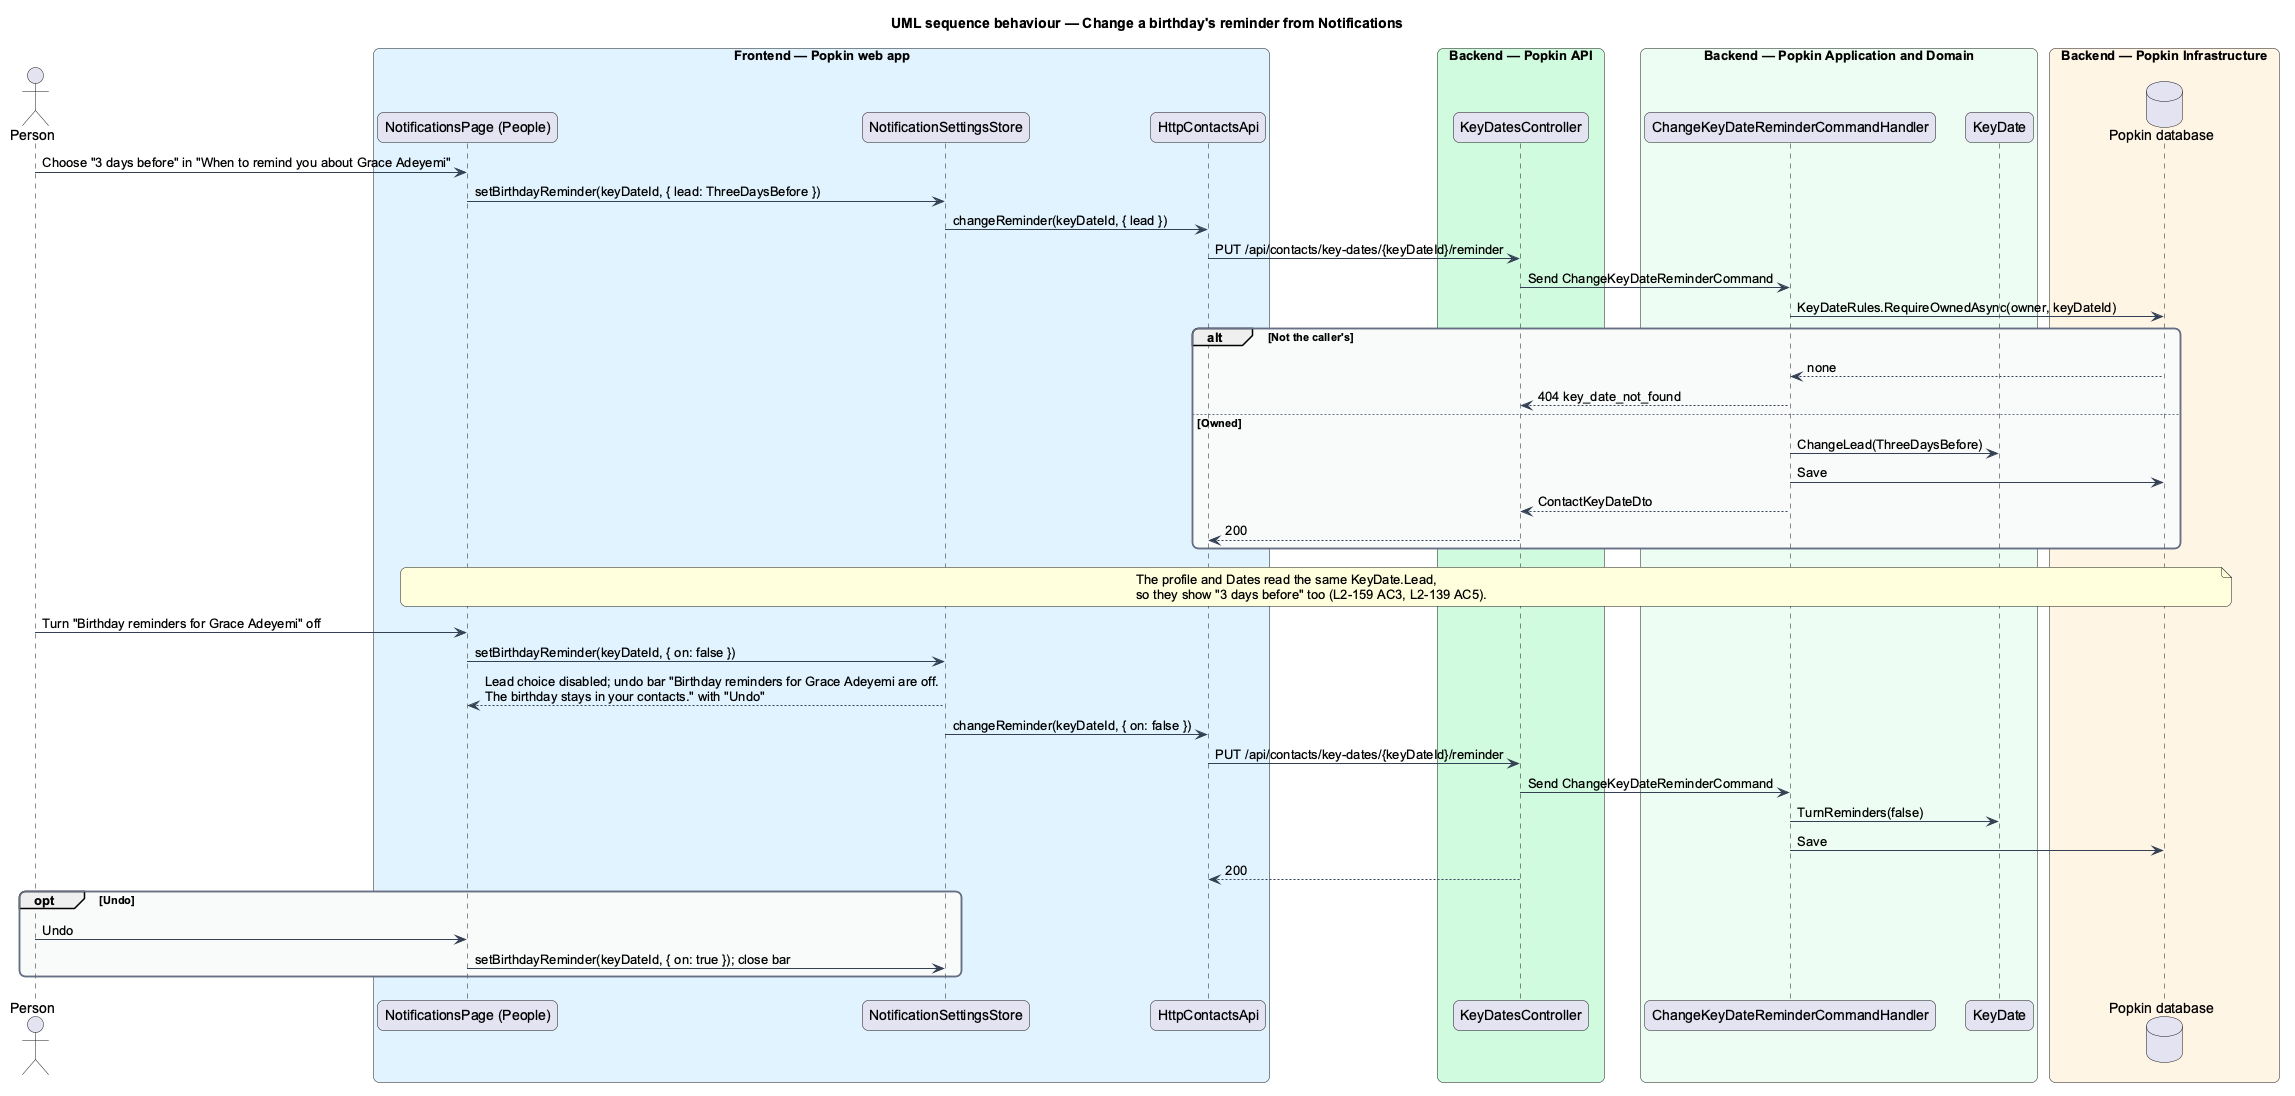 UML sequence behaviour — Change a birthday's reminder from Notifications
Frontend — Popkin web app
Backend — Popkin API
Backend — Popkin Application and Domain
Backend — Popkin Infrastructure
Person
NotificationsPage (People)
NotificationSettingsStore
HttpContactsApi
KeyDatesController
ChangeKeyDateReminderCommandHandler
KeyDate
Popkin database
Choose "3 days before" in "When to remind you about Grace Adeyemi"
setBirthdayReminder(keyDateId, { lead: ThreeDaysBefore })
changeReminder(keyDateId, { lead })
PUT /api/contacts/key-dates/{keyDateId}/reminder
Send ChangeKeyDateReminderCommand
KeyDateRules.RequireOwnedAsync(owner, keyDateId)
alt
[Not the caller's]
none
404 key_date_not_found
[Owned]
ChangeLead(ThreeDaysBefore)
Save
ContactKeyDateDto
200
The profile and Dates read the same KeyDate.Lead,
so they show "3 days before" too (L2-159 AC3, L2-139 AC5).
Turn "Birthday reminders for Grace Adeyemi" off
setBirthdayReminder(keyDateId, { on: false })
Lead choice disabled; undo bar "Birthday reminders for Grace Adeyemi are off.
The birthday stays in your contacts." with "Undo"
changeReminder(keyDateId, { on: false })
PUT /api/contacts/key-dates/{keyDateId}/reminder
Send ChangeKeyDateReminderCommand
TurnReminders(false)
Save
200
opt
[Undo]
Undo
setBirthdayReminder(keyDateId, { on: true }); close bar
Person
NotificationsPage (People)
NotificationSettingsStore
HttpContactsApi
KeyDatesController
ChangeKeyDateReminderCommandHandler
KeyDate
Popkin database